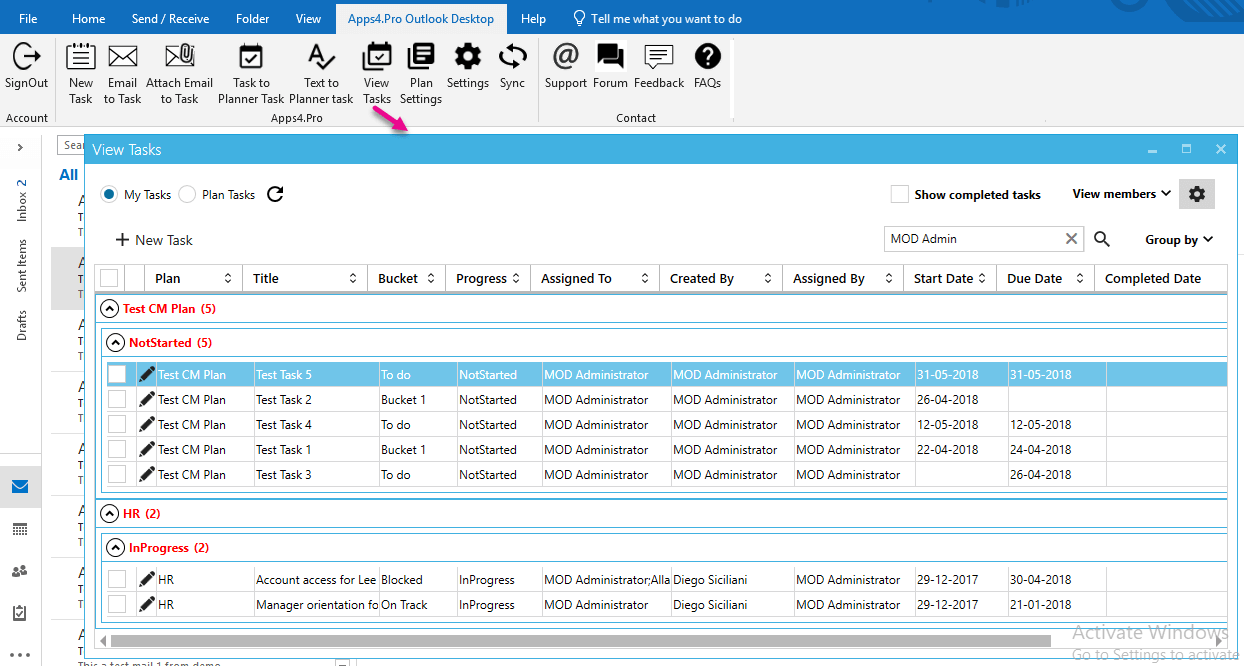 File Home Send / Receive Folder View Apps4.Pro Outlook Desktop Help Tell me what you want to do
SignOut New Task Email to Task Attach Email to Task Task to Planner Task Text to Planner task View Tasks Plan Settings Settings Sync Support Forum Feedback FAQs
Account Apps4.Pro Contact
Sear
All
Inbox 2
Sent Items
Drafts
View Tasks
My Tasks Plan Tasks Show completed tasks View members
New Task MOD Admin Group by
Plan Title Bucket Progress Assigned To Created By Assigned By Start Date Due Date Completed Date
Test CM Plan (5)
NotStarted (5)
Test CM Plan Test Task 5 To do NotStarted MOD Administrator MOD Administrator MOD Administrator 31-05-2018 31-05-2018
Test CM Plan Test Task 2 Bucket 1 NotStarted MOD Administrator MOD Administrator MOD Administrator 26-04-2018
Test CM Plan Test Task 4 To do NotStarted MOD Administrator MOD Administrator MOD Administrator 12-05-2018 12-05-2018
Test CM Plan Test Task 1 Bucket 1 NotStarted MOD Administrator MOD Administrator MOD Administrator 22-04-2018 24-04-2018
Test CM Plan Test Task 3 To do NotStarted MOD Administrator MOD Administrator MOD Administrator 26-04-2018
HR (2)
InProgress (2)
HR Account access for Lee Blocked InProgress MOD Administrator;Alla Diego Siciliani MOD Administrator 29-12-2017 30-04-2018
HR Manager orientation fo On Track InProgress MOD Administrator Diego Siciliani MOD Administrator 29-12-2017 21-01-2018
Activate Windows
Go to Settings to activate
This a test mail 1 from demo